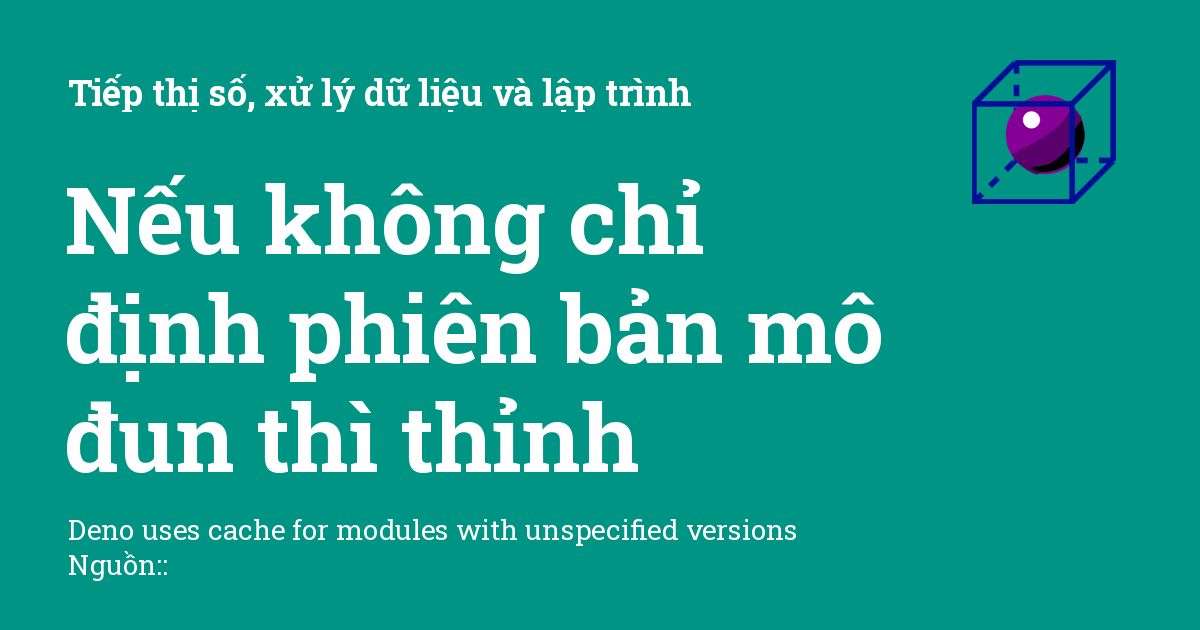 Tiếp thị số, xử lý dữ liệu và lập trình
Nếu không chỉ
định phiên bản mô
đun thì thỉnh
Deno uses cache for modules with unspecified versions
Nguồn::